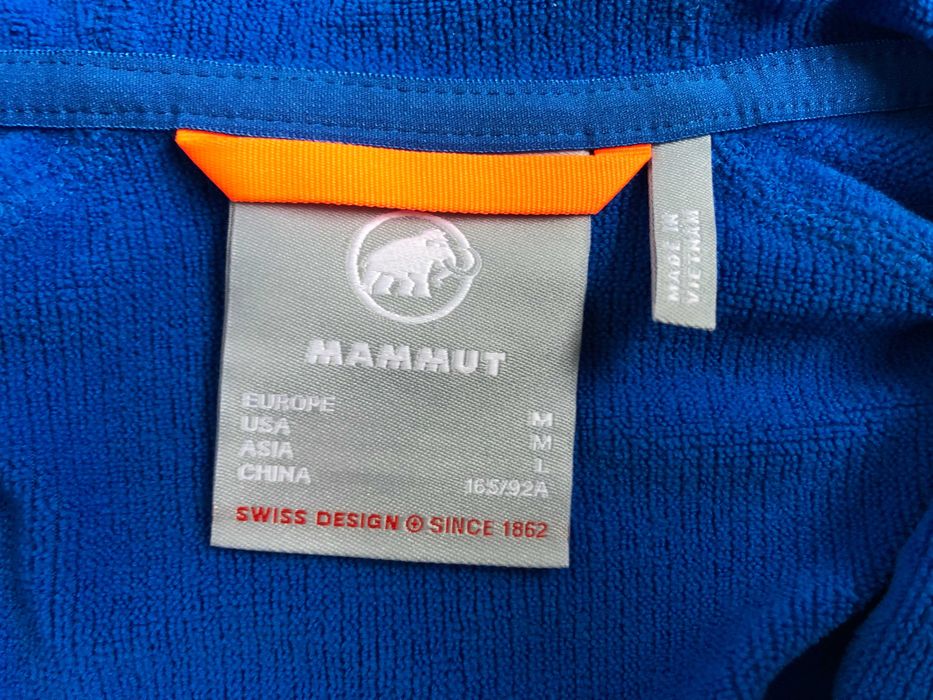 MAMMUT
EUROPE M
USA M
ASIA L
CHINA 165/92A
SWISS DESIGN ⊕ SINCE 1862
MADE IN
VIETNAM